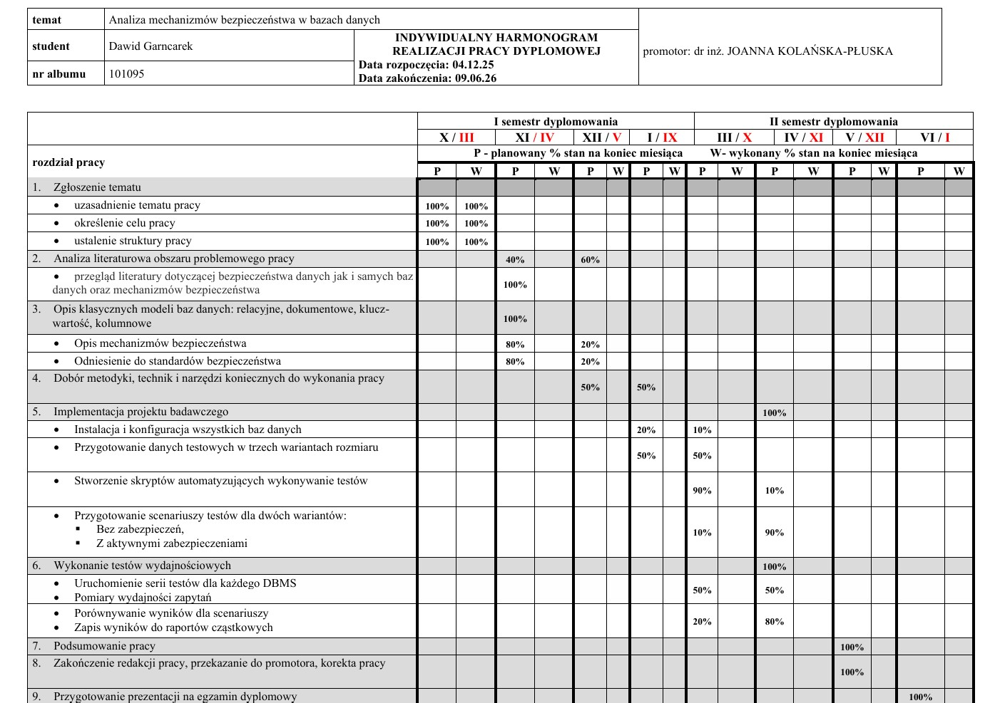 temat Analiza mechanizmów bezpieczeństwa w bazach danych
student Dawid Garncarek
nr albumu 101095
INDYWIDUALNY HARMONOGRAM
REALIZACJI PRACY DYPLOMOWEJ
Data rozpoczęcia: 04.12.25
Data zakończenia: 09.06.26
promotor: dr inż. JOANNA KOLAŃSKA-PŁUSKA
I semestr dyplomowania II semestr dyplomowania
X / III XI / IV XII / V I / IX III / X IV / XI V / XII VI / I
rozdział pracy
P - planowany % stan na koniec miesiąca W- wykonany % stan na koniec miesiąca
P W P W P W P W P W P W P W P W
1. Zgłoszenie tematu
• uzasadnienie tematu pracy 100% 100%
• określenie celu pracy 100% 100%
• ustalenie struktury pracy 100% 100%
2. Analiza literaturowa obszaru problemowego pracy 40% 60%
• przegląd literatury dotyczącej bezpieczeństwa danych jak i samych baz
danych oraz mechanizmów bezpieczeństwa 100%
3. Opis klasycznych modeli baz danych: relacyjne, dokumentowe, klucz-
wartość, kolumnowe 100%
• Opis mechanizmów bezpieczeństwa 80% 20%
• Odniesienie do standardów bezpieczeństwa 80% 20%
4. Dobór metodyki, technik i narzędzi koniecznych do wykonania pracy 50% 50%
5. Implementacja projektu badawczego 100%
• Instalacja i konfiguracja wszystkich baz danych 20% 10%
• Przygotowanie danych testowych w trzech wariantach rozmiaru 50% 50%
• Stworzenie skryptów automatyzujących wykonywanie testów 90% 10%
• Przygotowanie scenariuszy testów dla dwóch wariantów:
▪ Bez zabezpieczeń, 10% 90%
▪ Z aktywnymi zabezpieczeniami
6. Wykonanie testów wydajnościowych 100%
• Uruchomienie serii testów dla każdego DBMS 50% 50%
• Pomiary wydajności zapytań
• Porównywanie wyników dla scenariuszy 20% 80%
• Zapis wyników do raportów cząstkowych
7. Podsumowanie pracy 100%
8. Zakończenie redakcji pracy, przekazanie do promotora, korekta pracy 100%
9. Przygotowanie prezentacji na egzamin dyplomowy 100%